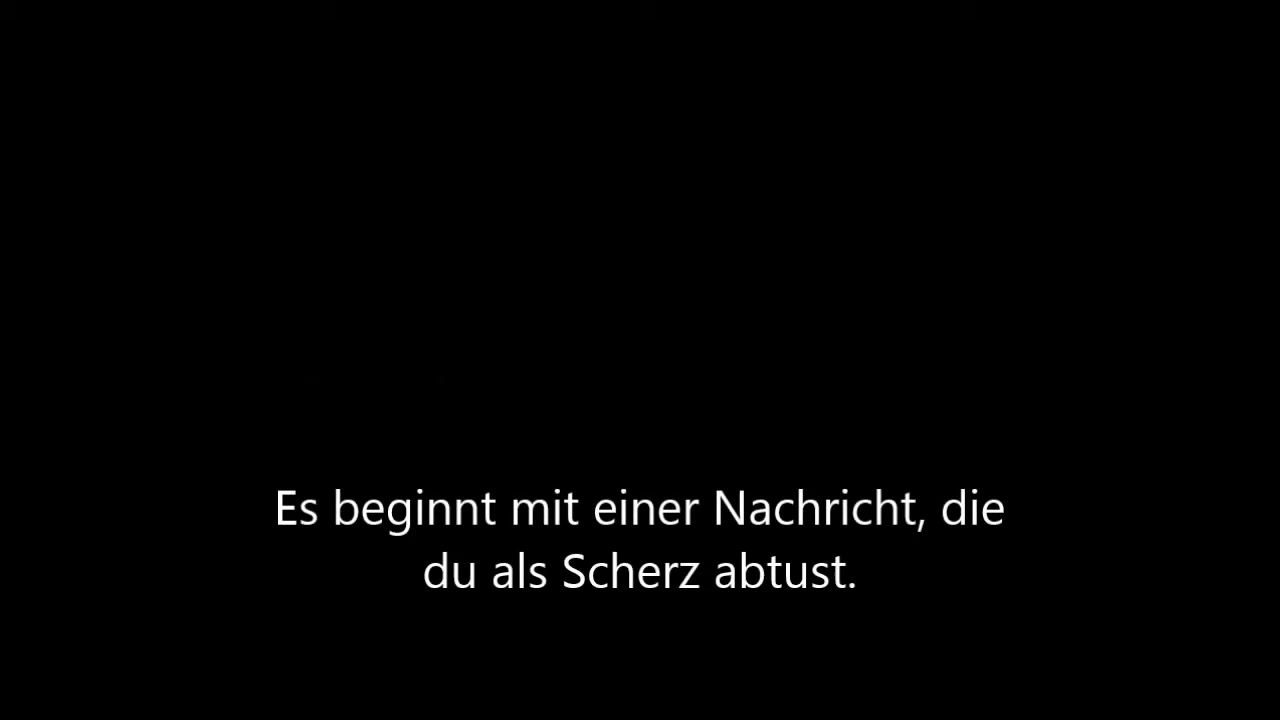 Es beginnt mit einer Nachricht, die
du als Scherz abtust.